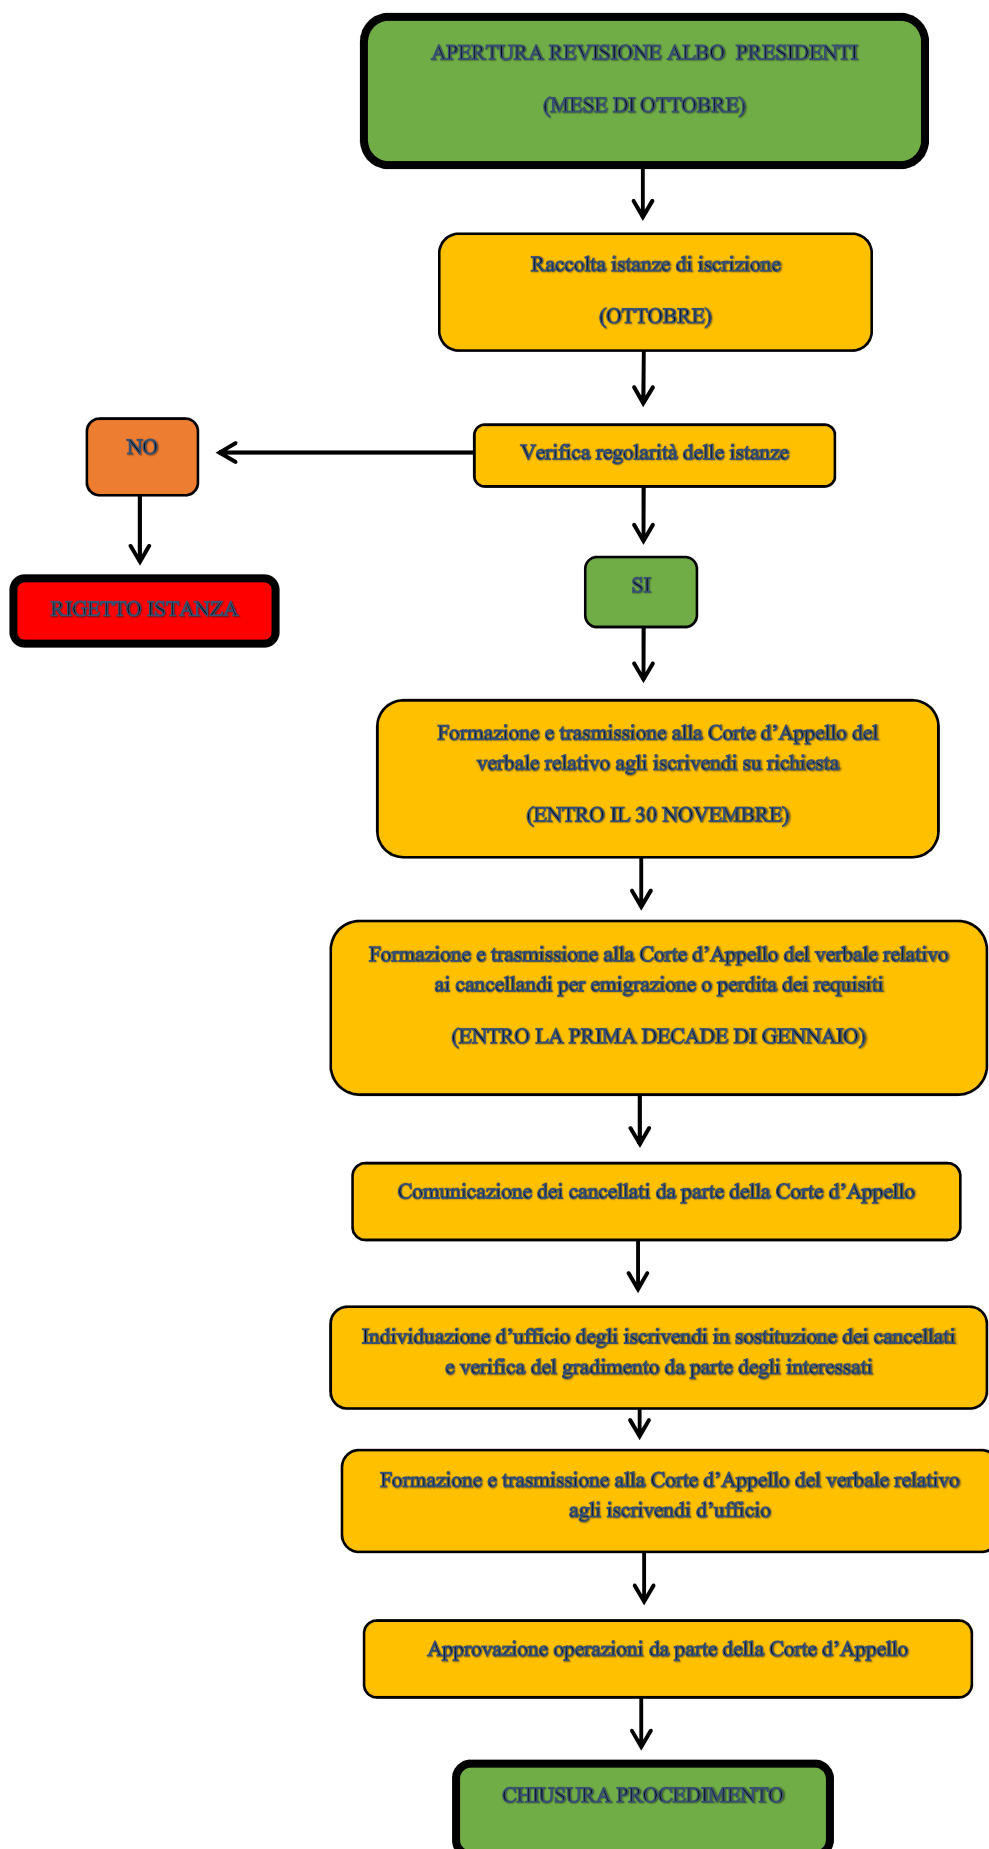 APERTURA REVISIONE ALBO PRESIDENTI
(MESE DI OTTOBRE)
Raccolta istanze di iscrizione
(OTTOBRE)
NO
Verifica regolarità delle istanze
SI
RIGETTO ISTANZA
Formazione e trasmissione alla Corte d’Appello del
verbale relativo agli iscrivendi su richiesta
(ENTRO IL 30 NOVEMBRE)
Formazione e trasmissione alla Corte d’Appello del verbale relativo
ai cancellandi per emigrazione o perdita dei requisiti
(ENTRO LA PRIMA DECADE DI GENNAIO)
Comunicazione dei cancellati da parte della Corte d’Appello
Individuazione d’ufficio degli iscrivendi in sostituzione dei cancellati
e verifica del gradimento da parte degli interessati
Formazione e trasmissione alla Corte d’Appello del verbale relativo
agli iscrivendi d’ufficio
Approvazione operazioni da parte della Corte d’Appello
CHIUSURA PROCEDIMENTO